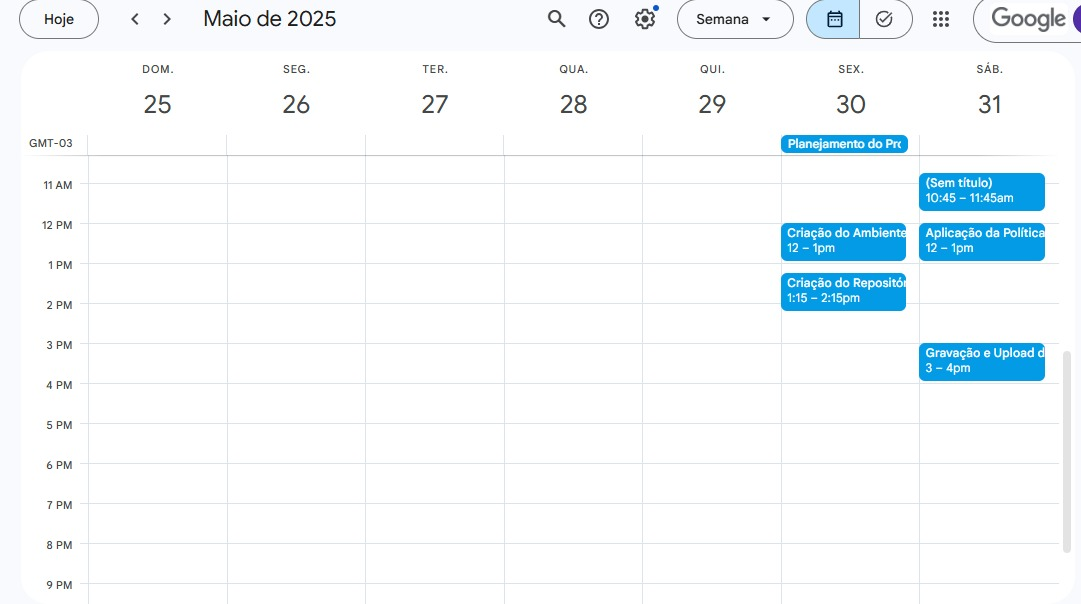 Hoje
Maio de 2025
Semana
Google
DOM.
SEG.
TER.
QUA.
QUI.
SEX.
SÁB.
25
26
27
28
29
30
31
GMT-03
Planejamento do Pro
11 AM
(Sem título)
10:45 – 11:45am
12 PM
Criação do Ambiente
12 – 1pm
Aplicação da Política
12 – 1pm
1 PM
Criação do Repositór
1:15 – 2:15pm
2 PM
3 PM
Gravação e Upload d
3 – 4pm
4 PM
5 PM
6 PM
7 PM
8 PM
9 PM